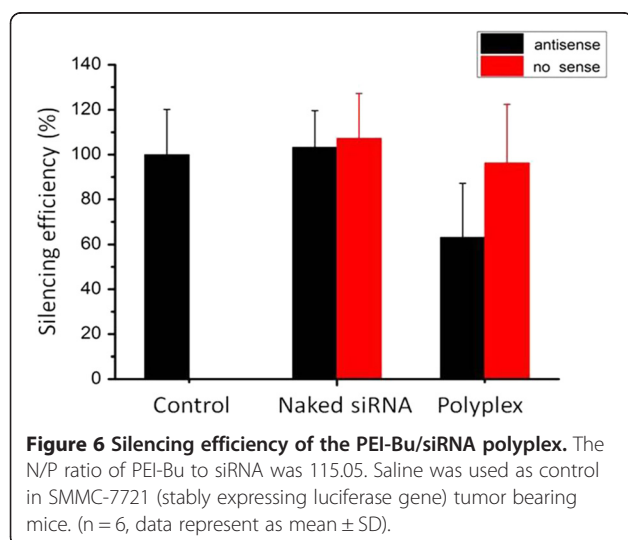 antisense
no sense
140
120
100
80
60
40
20
0
Silencing efficiency (%)
Control Naked siRNA Polyplex
Figure 6 Silencing efficiency of the PEI-Bu/siRNA polyplex. The
N/P ratio of PEI-Bu to siRNA was 115.05. Saline was used as control
in SMMC-7721 (stably expressing luciferase gene) tumor bearing
mice. (n = 6, data represent as mean ± SD).